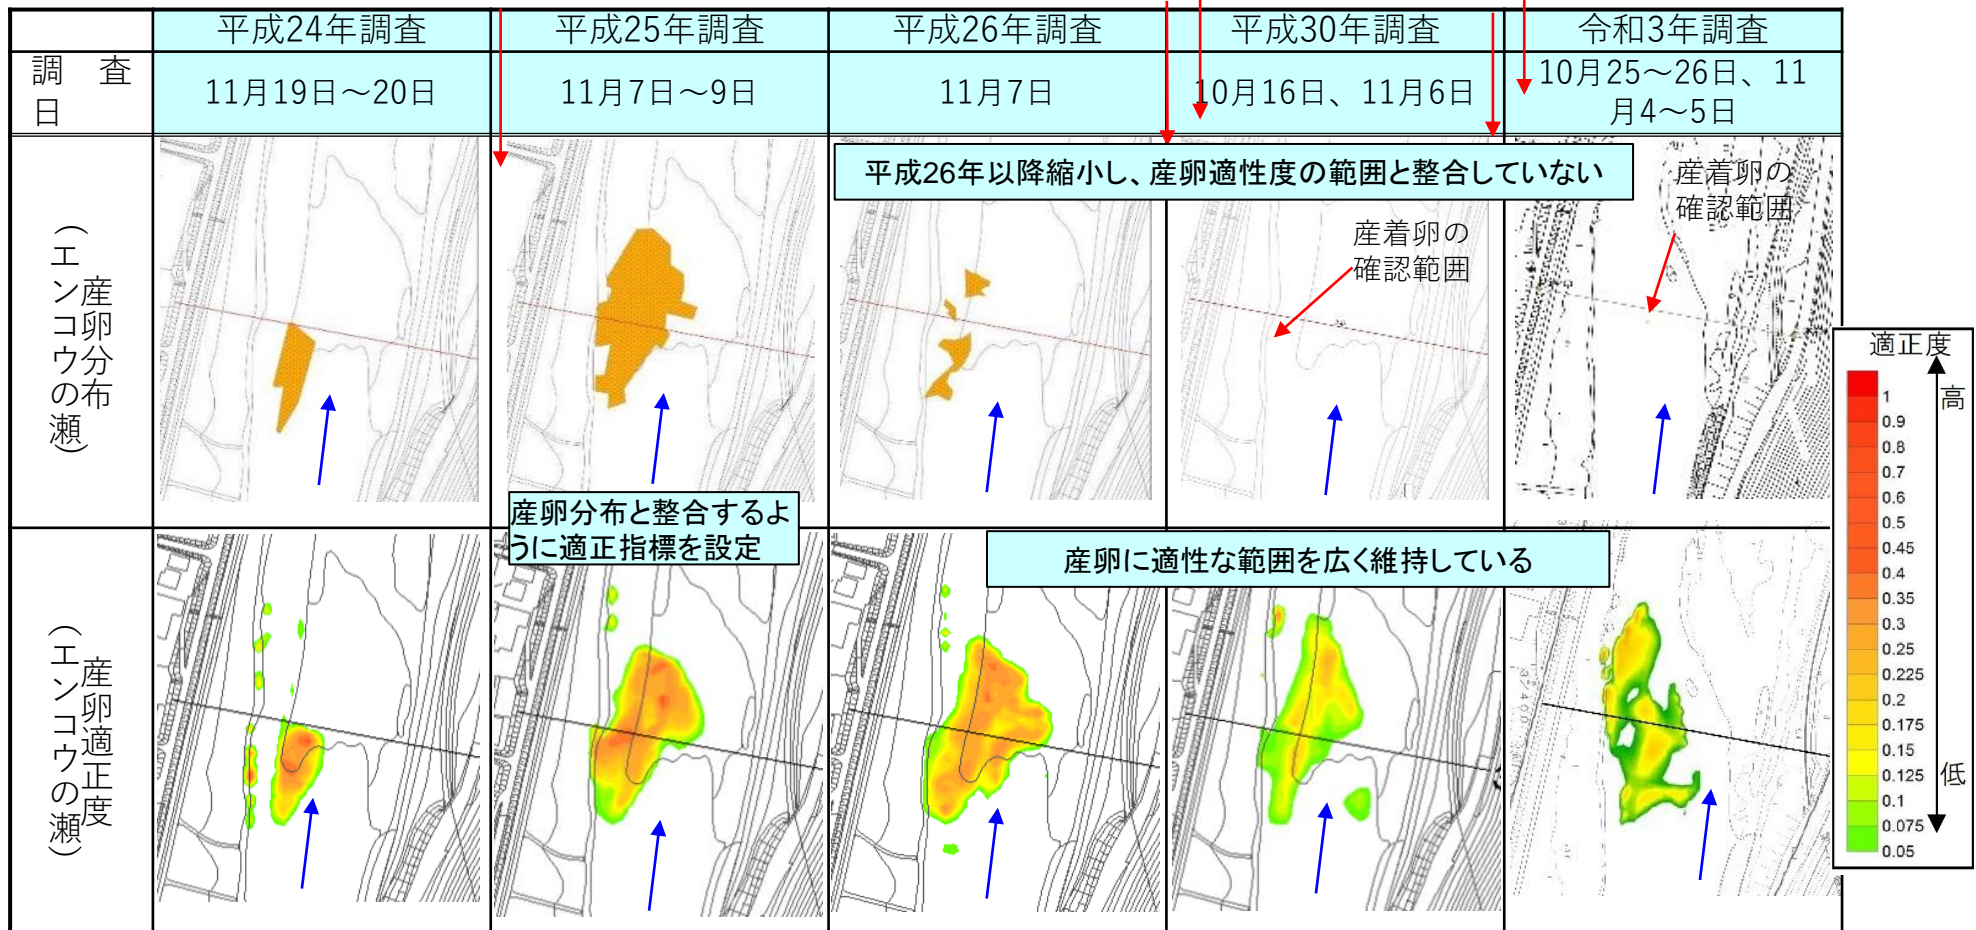 平成24年調査
平成25年調査
平成26年調査
平成30年調査
令和3年調査
調 査
日
11月19日～20日
11月7日～9日
11月7日
10月16日、11月6日
10月25～26日、11
月4～5日
産卵分布
（エンコウの瀬）
平成26年以降縮小し、産卵適性度の範囲と整合していない
産着卵の
確認範囲
産着卵の
確認範囲
産卵分布と整合するよ
うに適正指標を設定
産卵に適性な範囲を広く維持している
産卵適正度
（エンコウの瀬）
適正度
高
低
1
0.9
0.8
0.7
0.6
0.5
0.45
0.4
0.35
0.3
0.25
0.225
0.2
0.175
0.15
0.125
0.1
0.075
0.05